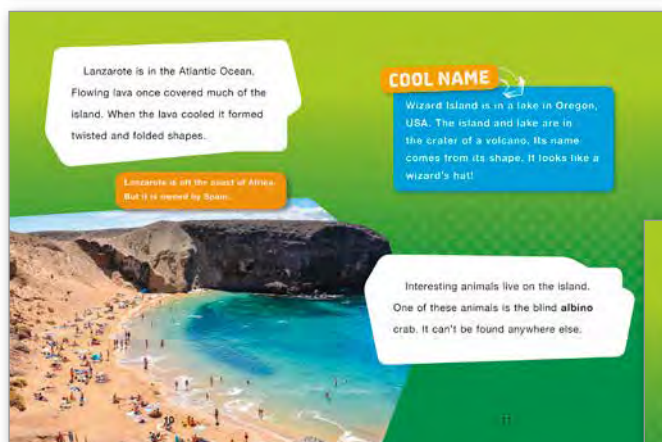 Lanzarote is in the Atlantic Ocean.
Flowing lava once covered much of the
island. When the lava cooled it formed
twisted and folded shapes.
Lanzarote is off the coast of Africa.
But it is owned by Spain.
10
COOL NAME
Wizard Island is in a lake in Oregon,
USA. The island and lake are in
the crater of a volcano. Its name
comes from its shape. It looks like a
wizard's hat!
Interesting animals live on the island.
One of these animals is the blind albino
crab. It can't be found anywhere else.
11